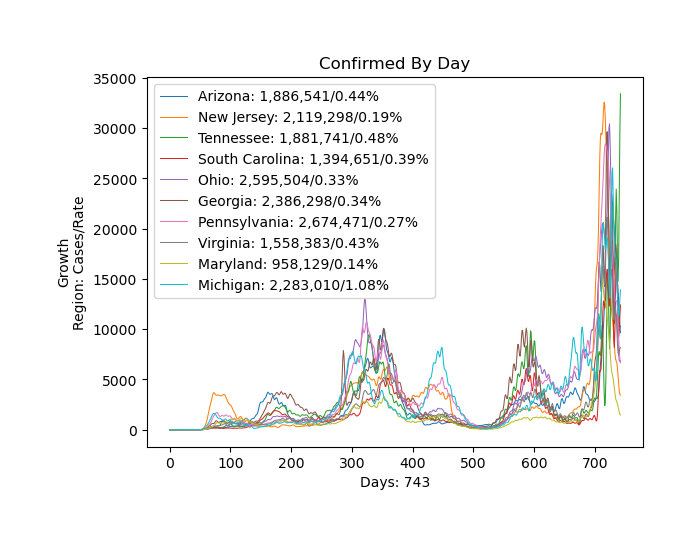 Confirmed By Day
35000
30000
25000
20000
15000
10000
5000
0
Growth
Region: Cases/Rate
Arizona: 1,886,541/0.44%
New Jersey: 2,119,298/0.19%
Tennessee: 1,881,741/0.48%
South Carolina: 1,394,651/0.39%
Ohio: 2,595,504/0.33%
Georgia: 2,386,298/0.34%
Pennsylvania: 2,674,471/0.27%
Virginia: 1,558,383/0.43%
Maryland: 958,129/0.14%
Michigan: 2,283,010/1.08%
0 100 200 300 400 500 600 700
Days: 743